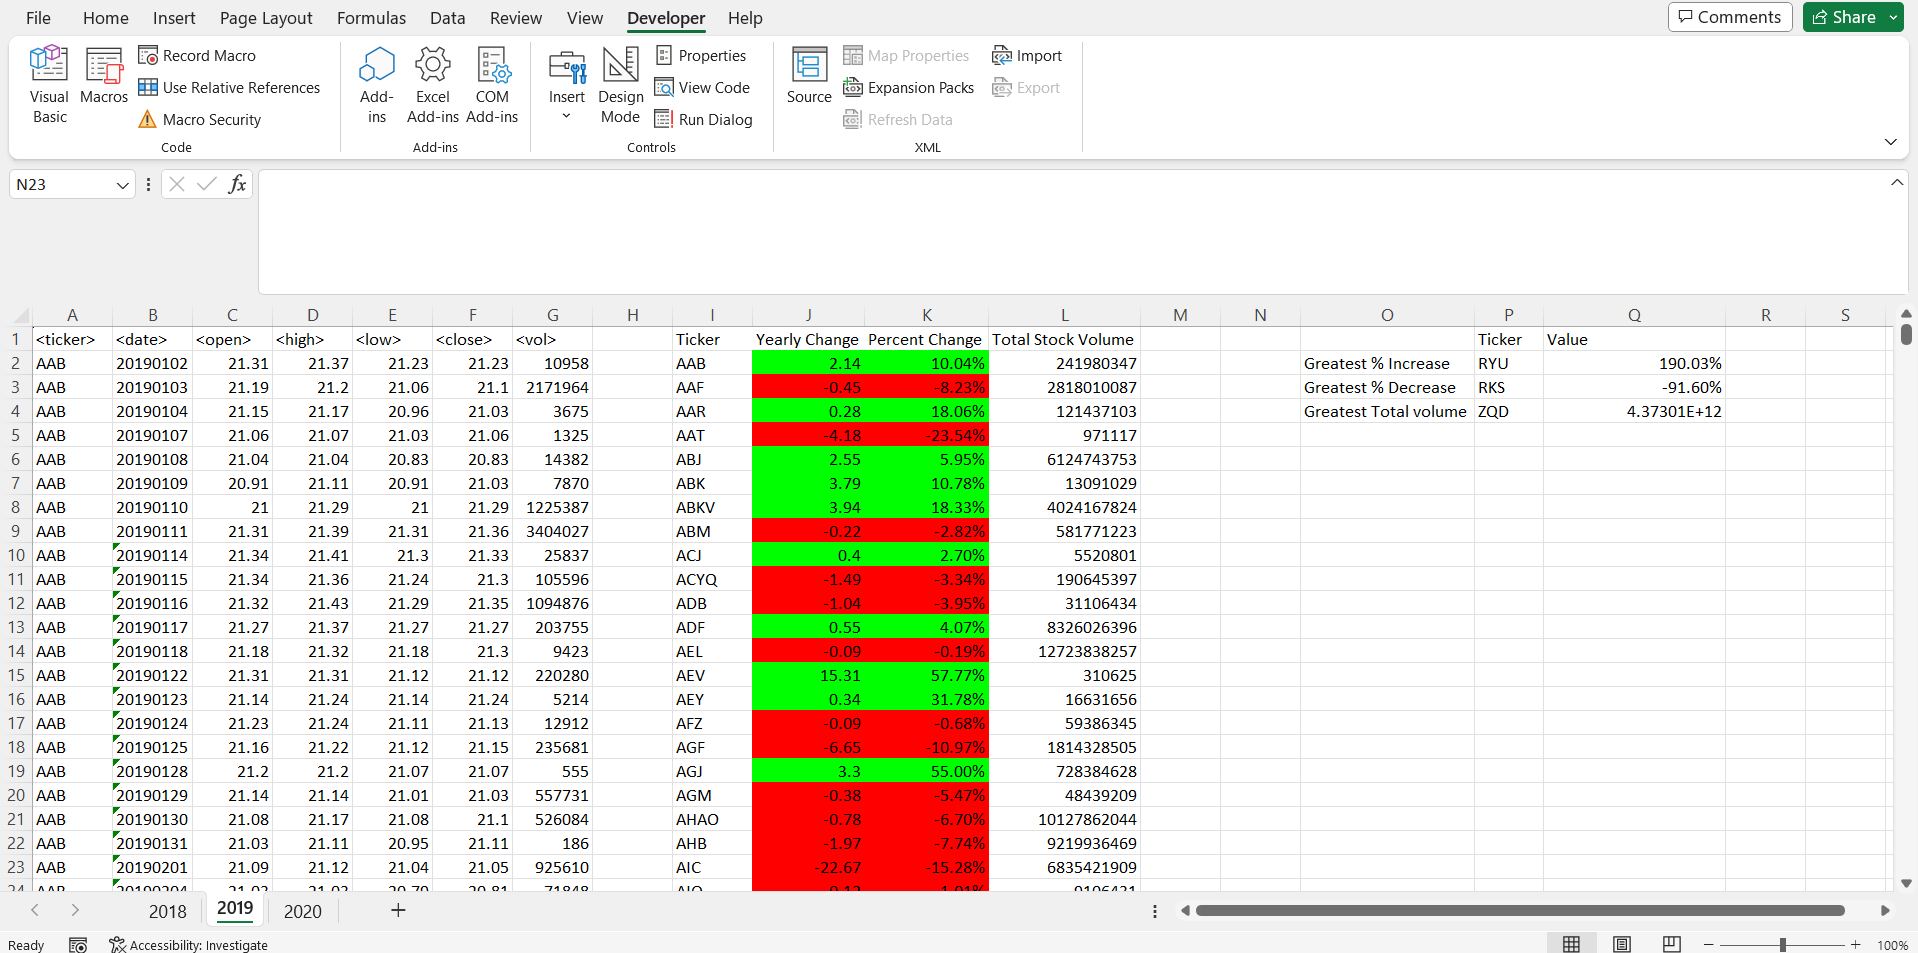 File Home Insert Page Layout Formulas Data Review View Developer Help Comments Share
Record Macro Properties Map Properties Import
Use Relative References View Code Expansion Packs Export
Visual Basic Macros Add-ins Excel Add-ins COM Add-ins Insert Design Mode Source
Macro Security Run Dialog Refresh Data
Code Add-ins Controls XML
N23 fx
A B C D E F G H I J K L M N O P Q R S
1 <ticker> <date> <open> <high> <low> <close> <vol> Ticker Yearly Change Percent Change Total Stock Volume Ticker Value
2 AAB 20190102 21.31 21.37 21.23 21.23 10958 AAB 2.14 10.04% 241980347 Greatest % Increase RYU 190.03%
3 AAB 20190103 21.19 21.2 21.06 21.1 2171964 AAF -0.45 -8.23% 2818010087 Greatest % Decrease RKS -91.60%
4 AAB 20190104 21.15 21.17 20.96 21.03 3675 AAR 0.28 18.06% 121437103 Greatest Total volume ZQD 4.37301E+12
5 AAB 20190107 21.06 21.07 21.03 21.06 1325 AAT -4.18 -23.54% 971117
6 AAB 20190108 21.04 21.04 20.83 20.83 14382 ABJ 2.55 5.95% 6124743753
7 AAB 20190109 20.91 21.11 20.91 21.03 7870 ABK 3.79 10.78% 13091029
8 AAB 20190110 21 21.29 21 21.29 1225387 ABKV 3.94 18.33% 4024167824
9 AAB 20190111 21.31 21.39 21.31 21.36 3404027 ABM -0.22 -2.82% 581771223
10 AAB 20190114 21.34 21.41 21.3 21.33 25837 ACJ 0.4 2.70% 5520801
11 AAB 20190115 21.34 21.36 21.24 21.3 105596 ACYQ -1.49 -3.34% 190645397
12 AAB 20190116 21.32 21.43 21.29 21.35 1094876 ADB -1.04 -3.95% 31106434
13 AAB 20190117 21.27 21.37 21.27 21.27 203755 ADF 0.55 4.07% 8326026396
14 AAB 20190118 21.18 21.32 21.18 21.3 9423 AEL -0.09 -0.19% 12723838257
15 AAB 20190122 21.31 21.31 21.12 21.12 220280 AEV 15.31 57.77% 310625
16 AAB 20190123 21.14 21.24 21.14 21.24 5214 AEY 0.34 31.78% 16631656
17 AAB 20190124 21.23 21.24 21.11 21.13 12912 AFZ -0.09 -0.68% 59386345
18 AAB 20190125 21.16 21.22 21.12 21.15 235681 AGF -6.65 -10.97% 1814328505
19 AAB 20190128 21.2 21.2 21.07 21.07 555 AGJ 3.3 55.00% 728384628
20 AAB 20190129 21.14 21.14 21.01 21.03 557731 AGM -0.38 -5.47% 48439209
21 AAB 20190130 21.08 21.17 21.08 21.1 526084 AHAO -0.78 -6.70% 10127862044
22 AAB 20190131 21.03 21.11 20.95 21.11 186 AHB -1.97 -7.74% 9219936469
23 AAB 20190201 21.09 21.12 21.04 21.05 925610 AIC -22.67 -15.28% 6835421909
24 AAB
2018 2019 2020 +
Ready Accessibility: Investigate 100%